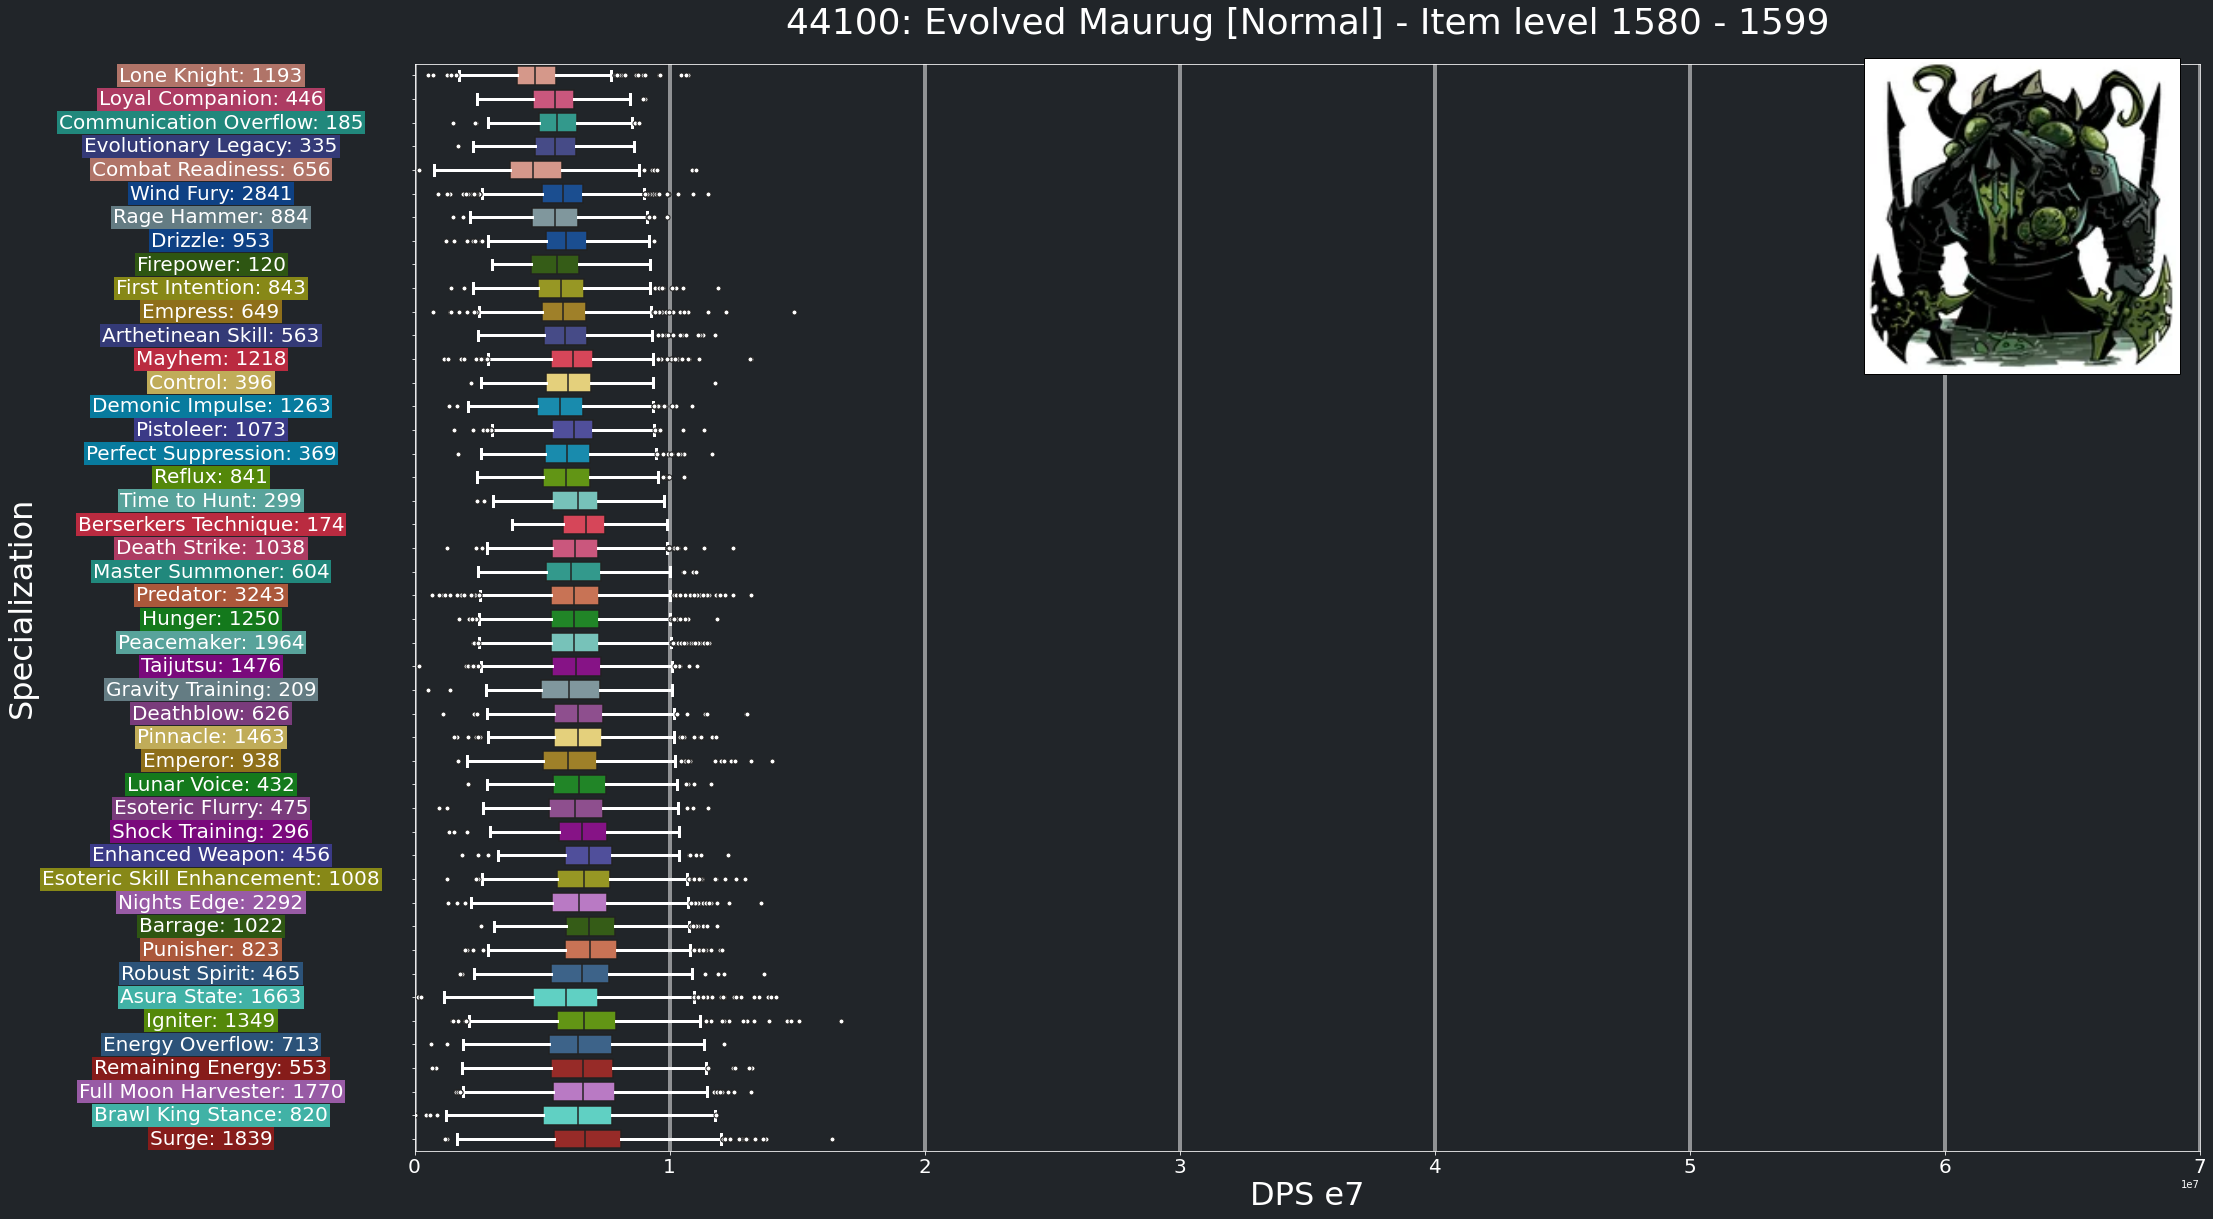 44100: Evolved Maurug [Normal] - Item level 1580 - 1599
Specialization
Lone Knight: 1193
Loyal Companion: 446
Communication Overflow: 185
Evolutionary Legacy: 335
Combat Readiness: 656
Wind Fury: 2841
Rage Hammer: 884
Drizzle: 953
Firepower: 120
First Intention: 843
Empress: 649
Arthetinean Skill: 563
Mayhem: 1218
Control: 396
Demonic Impulse: 1263
Pistoleer: 1073
Perfect Suppression: 369
Reflux: 841
Time to Hunt: 299
Berserkers Technique: 174
Death Strike: 1038
Master Summoner: 604
Predator: 3243
Hunger: 1250
Peacemaker: 1964
Taijutsu: 1476
Gravity Training: 209
Deathblow: 626
Pinnacle: 1463
Emperor: 938
Lunar Voice: 432
Esoteric Flurry: 475
Shock Training: 296
Enhanced Weapon: 456
Esoteric Skill Enhancement: 1008
Nights Edge: 2292
Barrage: 1022
Punisher: 823
Robust Spirit: 465
Asura State: 1663
Igniter: 1349
Energy Overflow: 713
Remaining Energy: 553
Full Moon Harvester: 1770
Brawl King Stance: 820
Surge: 1839
0 1 2 3 4 5 6 7
1e7
DPS e7